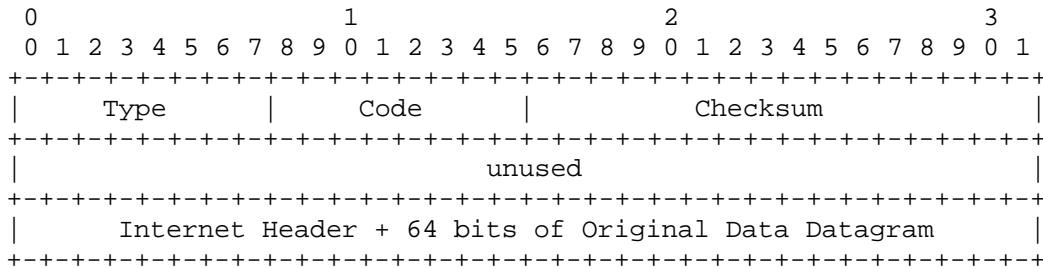 0                   1                   2                   3
 0 1 2 3 4 5 6 7 8 9 0 1 2 3 4 5 6 7 8 9 0 1 2 3 4 5 6 7 8 9 0 1
+-+-+-+-+-+-+-+-+-+-+-+-+-+-+-+-+-+-+-+-+-+-+-+-+-+-+-+-+-+-+-+-+
|     Type      |     Code      |          Checksum             |
+-+-+-+-+-+-+-+-+-+-+-+-+-+-+-+-+-+-+-+-+-+-+-+-+-+-+-+-+-+-+-+-+
|                             unused                            |
+-+-+-+-+-+-+-+-+-+-+-+-+-+-+-+-+-+-+-+-+-+-+-+-+-+-+-+-+-+-+-+-+
|      Internet Header + 64 bits of Original Data Datagram      |
+-+-+-+-+-+-+-+-+-+-+-+-+-+-+-+-+-+-+-+-+-+-+-+-+-+-+-+-+-+-+-+-+